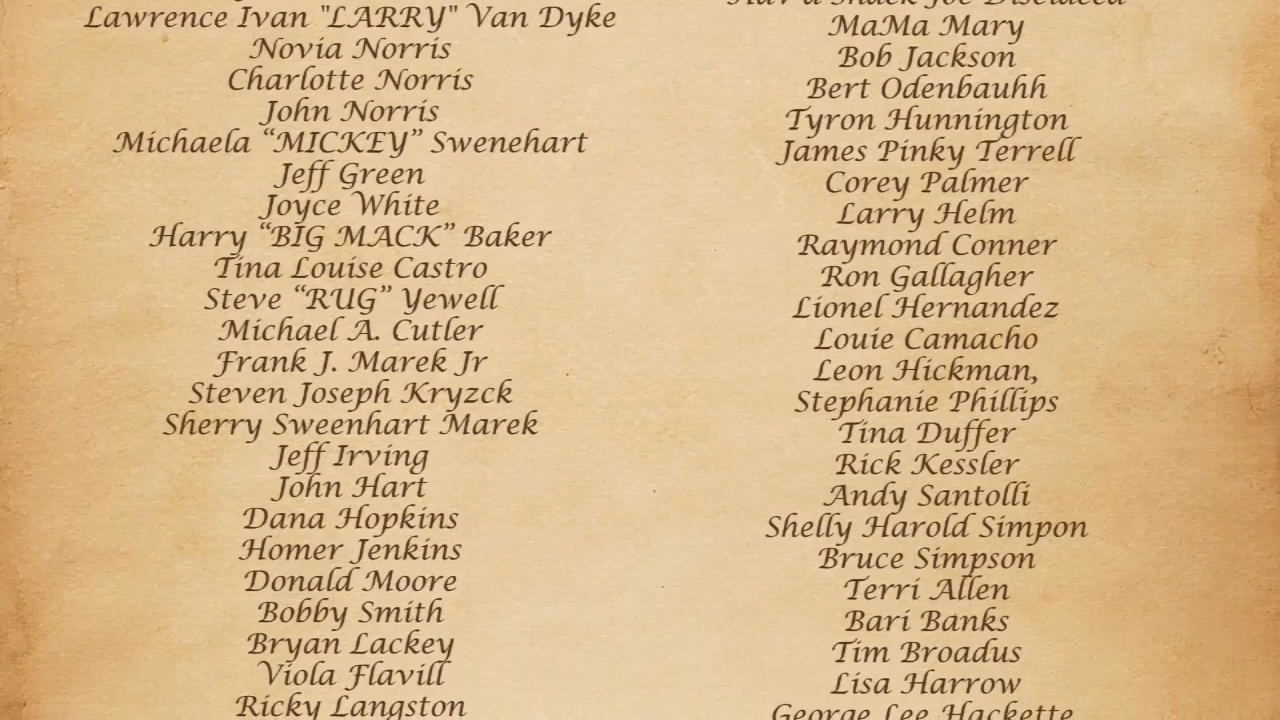 Lawrence Ivan "LARRY" Van Dyke
Novia Norris
Charlotte Norris
John Norris
Michaela “MICKEY” Swenehart
Jeff Green
Joyce White
Harry “BIG MACK” Baker
Tina Louise Castro
Steve “RUG” Yewell
Michael A. Cutler
Frank J. Marek Jr
Steven Joseph Kryzck
Sherry Sweenhart Marek
Jeff Irving
John Hart
Dana Hopkins
Homer Jenkins
Donald Moore
Bobby Smith
Bryan Lackey
Viola Flavill
Ricky Langston
MaMa Mary
Bob Jackson
Bert Odenbauhh
Tyron Hunnington
James Pinky Terrell
Corey Palmer
Larry Helm
Raymond Conner
Ron Gallagher
Lionel Hernandez
Louie Camacho
Leon Hickman,
Stephanie Phillips
Tina Duffer
Rick Kessler
Andy Santolli
Shelly Harold Simpon
Bruce Simpson
Terri Allen
Bari Banks
Tim Broadus
Lisa Harrow
George Lee Hackette